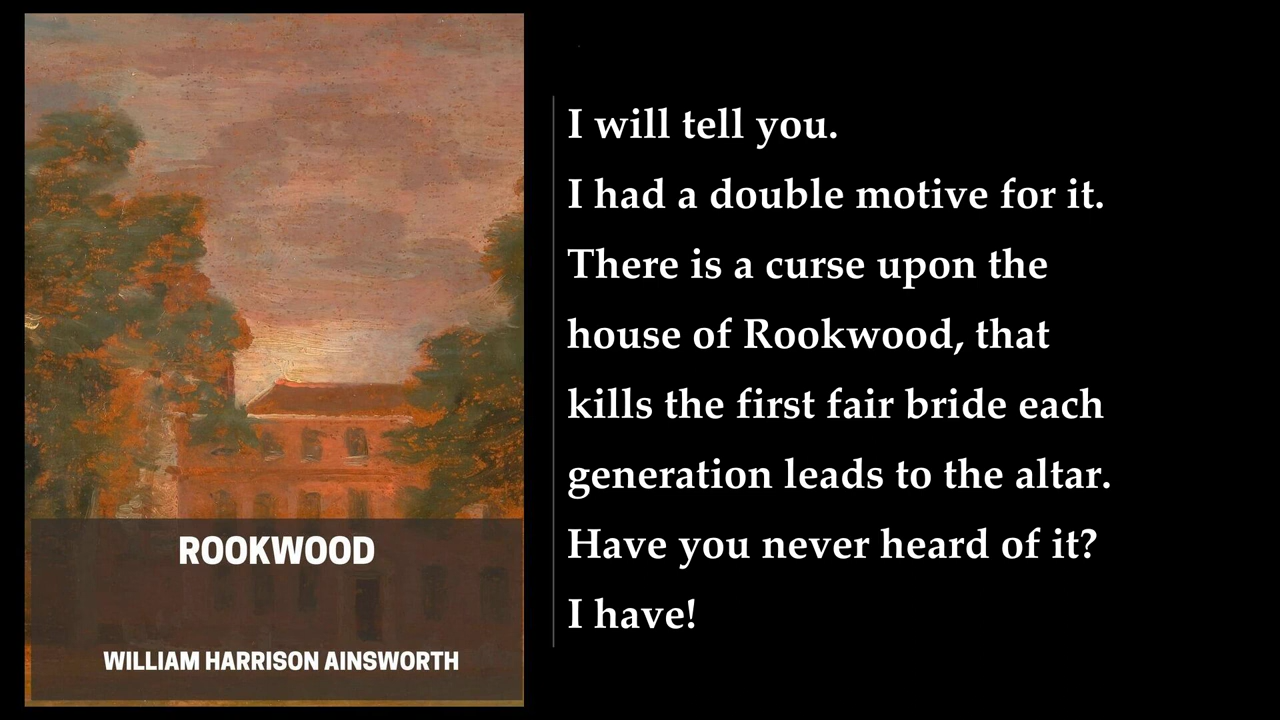 ROOKWOOD
WILLIAM HARRISON AINSWORTH
I will tell you.
I had a double motive for it.
There is a curse upon the
house of Rookwood, that
kills the first fair bride each
generation leads to the altar.
Have you never heard of it?
I have!